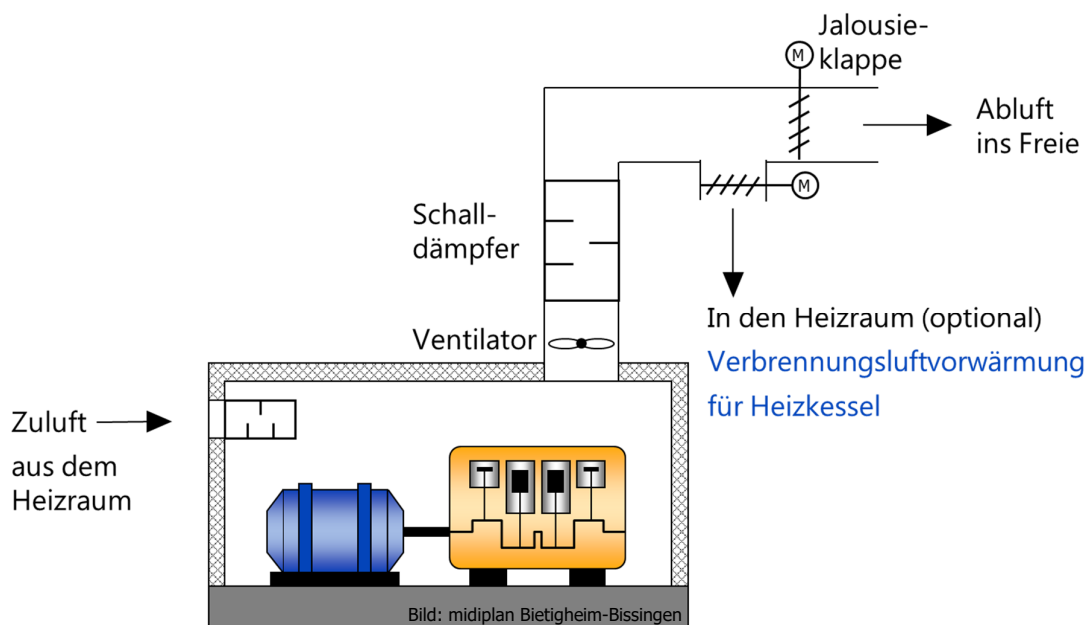 Jalousie-
klappe
M
Abluft
ins Freie
M
Schall-
dämpfer
In den Heizraum (optional)
Verbrennungsluftvorwärmung
für Heizkessel
Ventilator
Zuluft
aus dem
Heizraum
Bild: midiplan Bietigheim-Bissingen